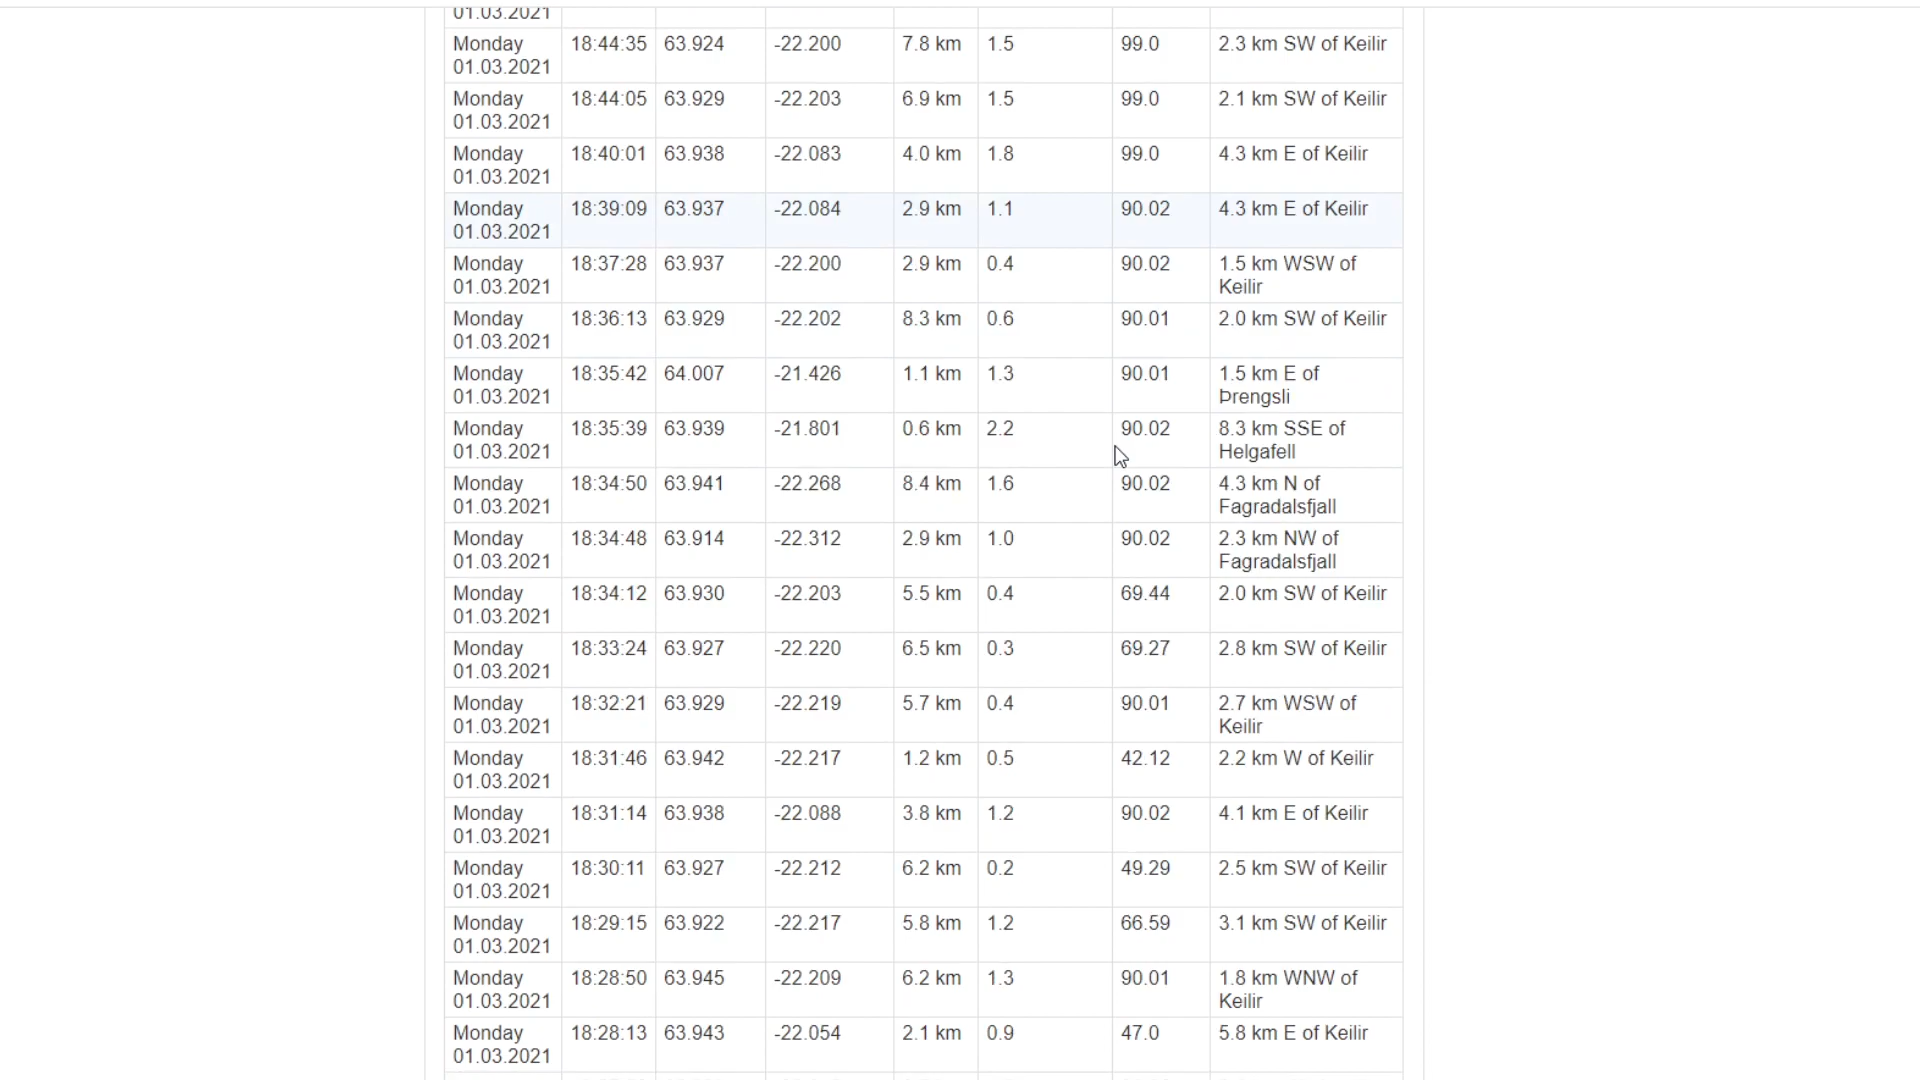 01.03.2021
Monday 18:44:35 63.924 -22.200 7.8 km 1.5 99.0 2.3 km SW of Keilir
01.03.2021
Monday 18:44:05 63.929 -22.203 6.9 km 1.5 99.0 2.1 km SW of Keilir
01.03.2021
Monday 18:40:01 63.938 -22.083 4.0 km 1.8 99.0 4.3 km E of Keilir
01.03.2021
Monday 18:39:09 63.937 -22.084 2.9 km 1.1 90.02 4.3 km E of Keilir
01.03.2021
Monday 18:37:28 63.937 -22.200 2.9 km 0.4 90.02 1.5 km WSW of
01.03.2021 Keilir
Monday 18:36:13 63.929 -22.202 8.3 km 0.6 90.01 2.0 km SW of Keilir
01.03.2021
Monday 18:35:42 64.007 -21.426 1.1 km 1.3 90.01 1.5 km E of
01.03.2021 Þrengsli
Monday 18:35:39 63.939 -21.801 0.6 km 2.2 90.02 8.3 km SSE of
01.03.2021 Helgafell
Monday 18:34:50 63.941 -22.268 8.4 km 1.6 90.02 4.3 km N of
01.03.2021 Fagradalsfjall
Monday 18:34:48 63.914 -22.312 2.9 km 1.0 90.02 2.3 km NW of
01.03.2021 Fagradalsfjall
Monday 18:34:12 63.930 -22.203 5.5 km 0.4 69.44 2.0 km SW of Keilir
01.03.2021
Monday 18:33:24 63.927 -22.220 6.5 km 0.3 69.27 2.8 km SW of Keilir
01.03.2021
Monday 18:32:21 63.929 -22.219 5.7 km 0.4 90.01 2.7 km WSW of
01.03.2021 Keilir
Monday 18:31:46 63.942 -22.217 1.2 km 0.5 42.12 2.2 km W of Keilir
01.03.2021
Monday 18:31:14 63.938 -22.088 3.8 km 1.2 90.02 4.1 km E of Keilir
01.03.2021
Monday 18:30:11 63.927 -22.212 6.2 km 0.2 49.29 2.5 km SW of Keilir
01.03.2021
Monday 18:29:15 63.922 -22.217 5.8 km 1.2 66.59 3.1 km SW of Keilir
01.03.2021
Monday 18:28:50 63.945 -22.209 6.2 km 1.3 90.01 1.8 km WNW of
01.03.2021 Keilir
Monday 18:28:13 63.943 -22.054 2.1 km 0.9 47.0 5.8 km E of Keilir
01.03.2021